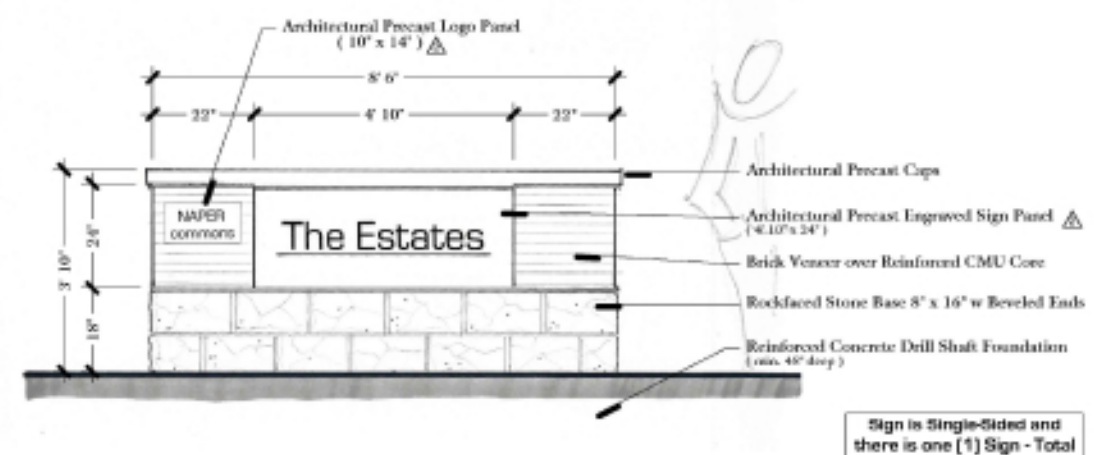 Architectural Precast Logo Panel
( 10" x 14" )
8' 6"
22"
4' 10"
22"
Architectural Precast Caps
NAPER
commons
The Estates
Architectural Precast Engraved Sign Panel
( 4' 10" x 24" )
24"
3' 10"
18"
Brick Veneer over Reinforced CMU Core
Rockfaced Stone Base 8" x 16" w Beveled Ends
Reinforced Concrete Drill Shaft Foundation
( min. 48" deep )
Sign is Single-Sided and
there is one [1] Sign - Total